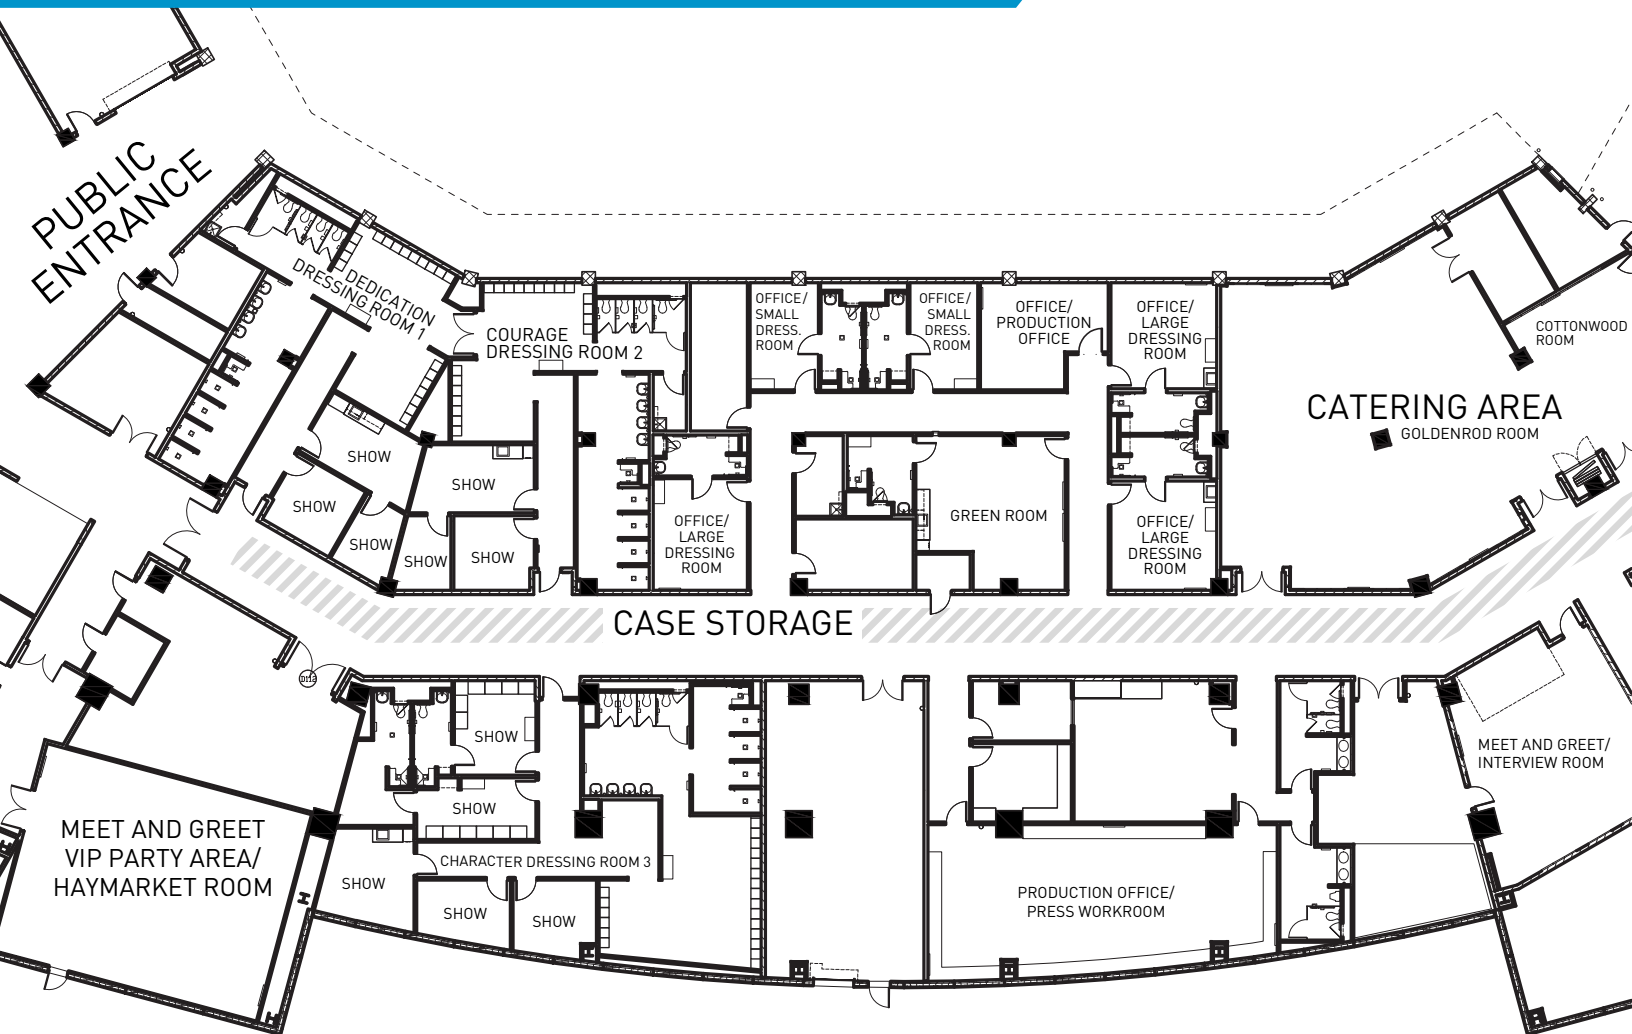 PUBLIC
ENTRANCE
DEDICATION
DRESSING ROOM 1
COURAGE
DRESSING ROOM 2
OFFICE/
SMALL
DRESS.
ROOM
OFFICE/
SMALL
DRESS.
ROOM
OFFICE/
PRODUCTION
OFFICE
OFFICE/
LARGE
DRESSING
ROOM
COTTONWOOD
ROOM
CATERING AREA
GOLDENROD ROOM
SHOW
SHOW
SHOW
SHOW
SHOW
SHOW
OFFICE/
LARGE
DRESSING
ROOM
GREEN ROOM
OFFICE/
LARGE
DRESSING
ROOM
CASE STORAGE
SHOW
SHOW
MEET AND GREET/
INTERVIEW ROOM
MEET AND GREET
VIP PARTY AREA/
HAYMARKET ROOM
CHARACTER DRESSING ROOM 3
SHOW
SHOW
SHOW
PRODUCTION OFFICE/
PRESS WORKROOM